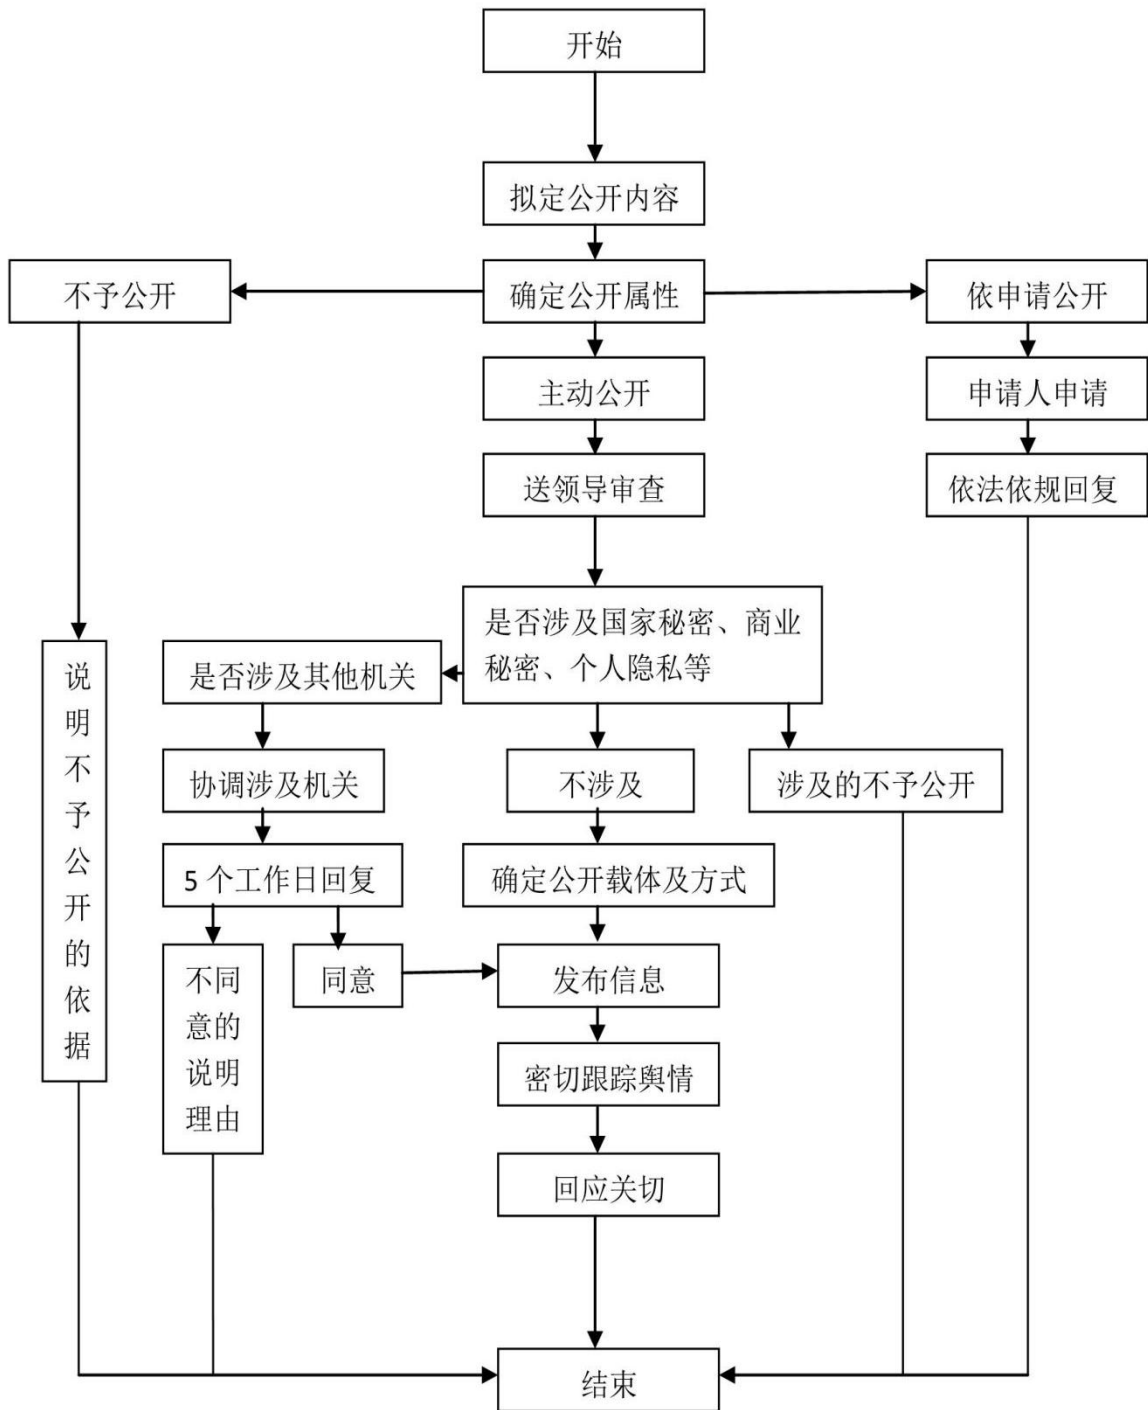 开始
拟定公开内容
不予公开
确定公开属性
依申请公开
主动公开
申请人申请
送领导审查
依法依规回复
是否涉及国家秘密、商业
秘密、个人隐私等
是否涉及其他机关
说
明
不
予
公
开
的
依
据
协调涉及机关
不涉及
涉及的不予公开
5 个工作日回复
确定公开载体及方式
不同
意的
说明
理由
同意
发布信息
密切跟踪舆情
回应关切
结束